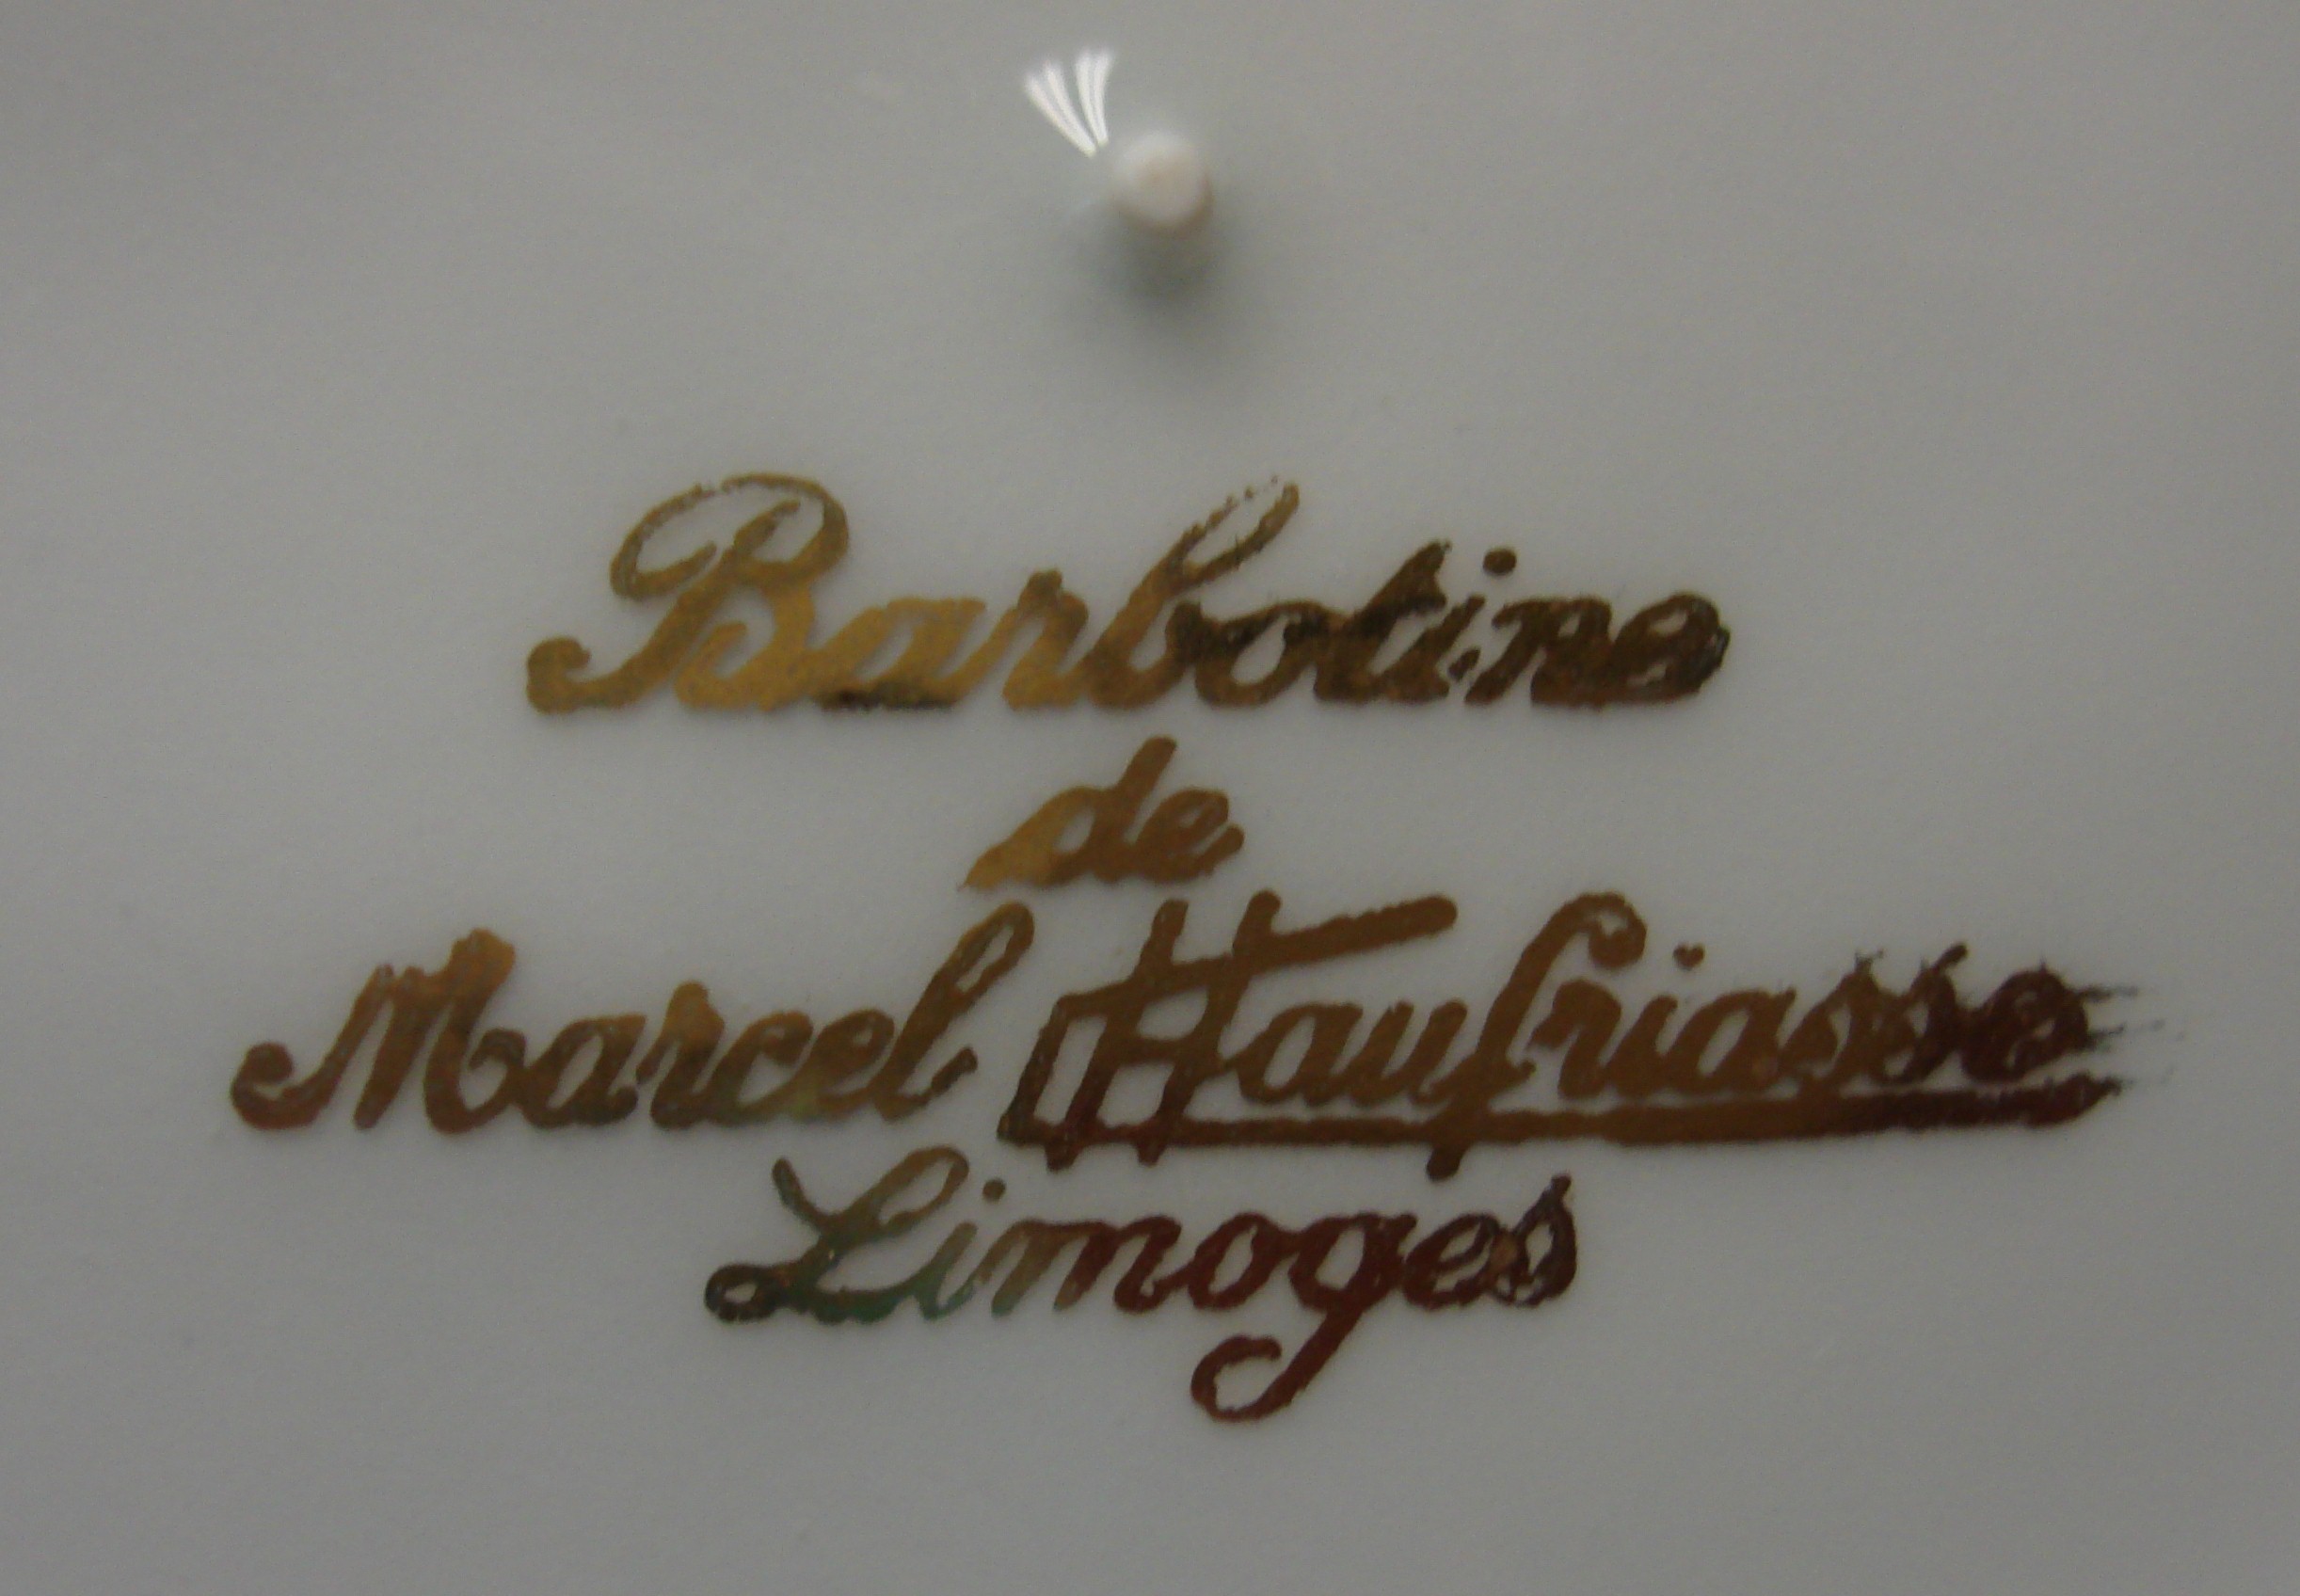 Barbotine
de
Marcel Haufriasse
Limoges